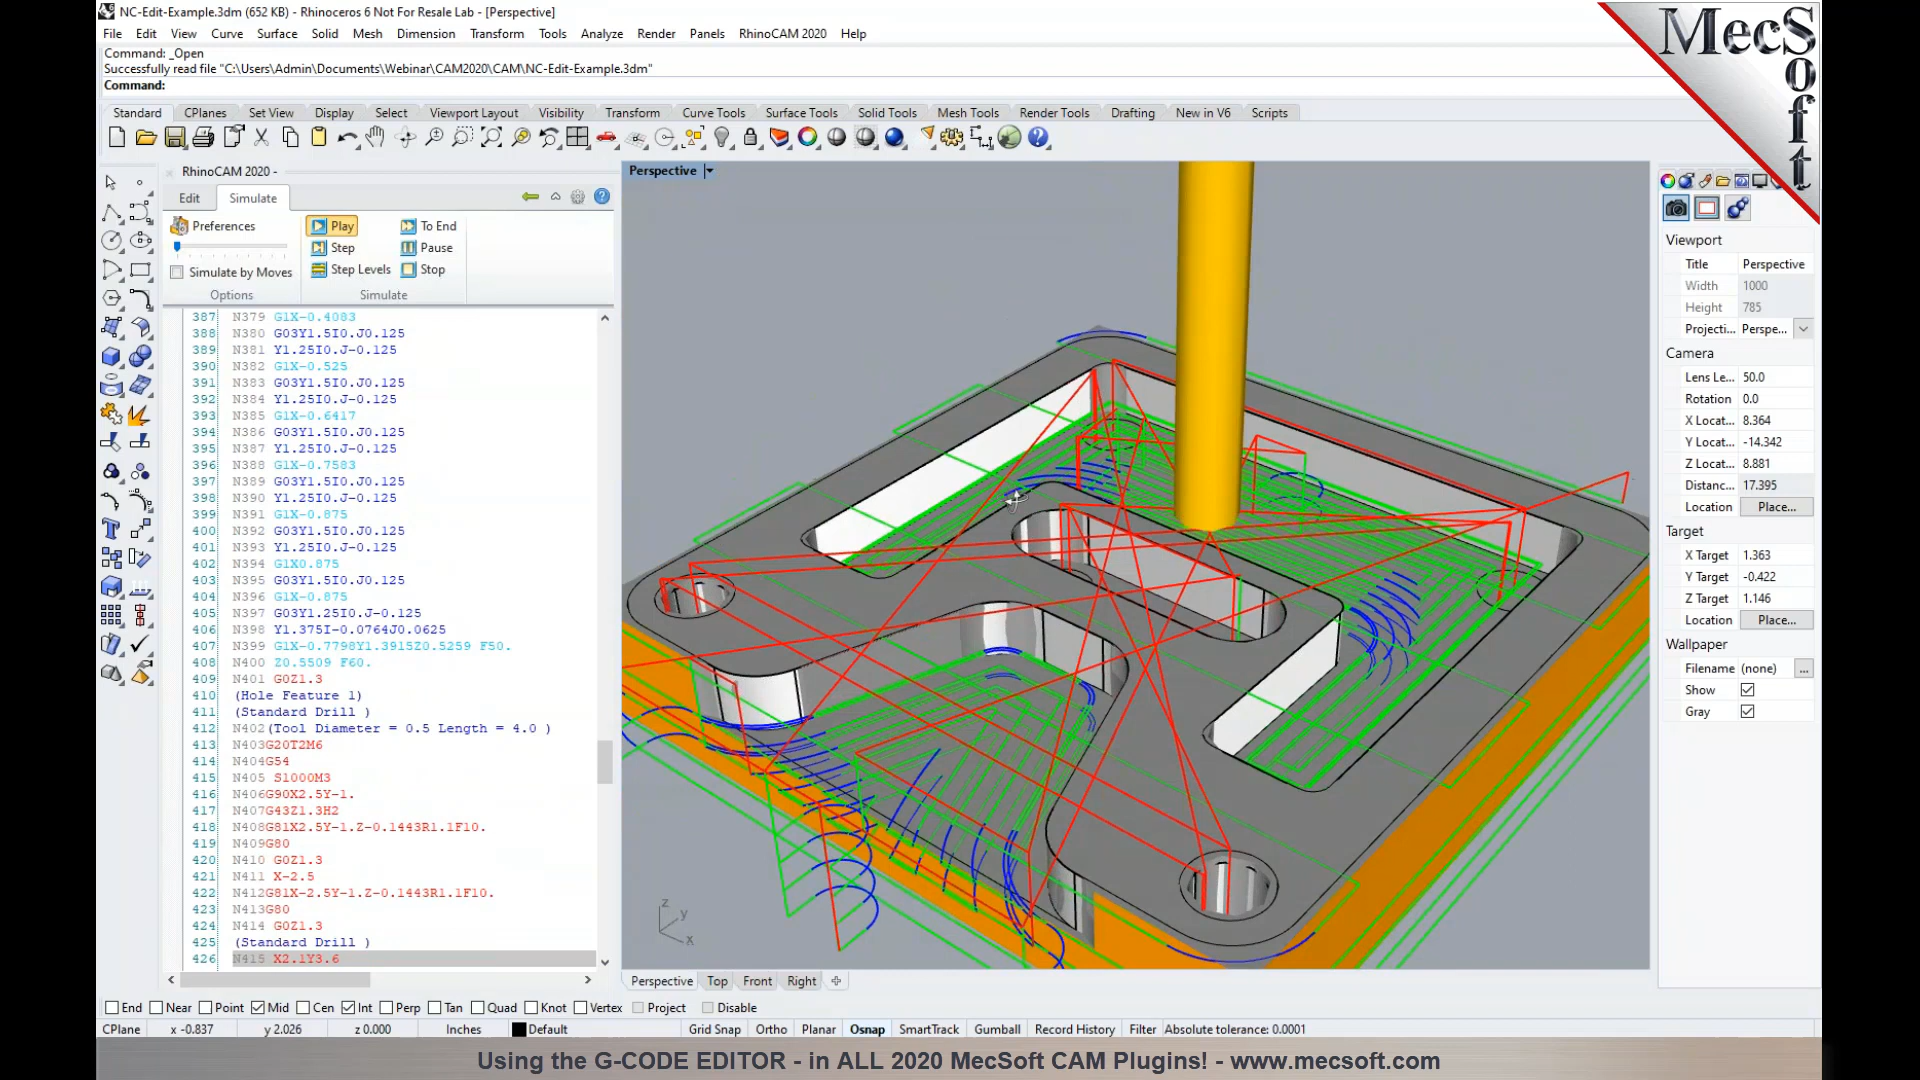 NC-Edit-Example.3dm (652 KB) - Rhinoceros 6 Not For Resale Lab - [Perspective]
File Edit View Curve Surface Solid Mesh Dimension Transform Tools Analyze Render Panels RhinoCAM 2020 Help
Command: _Open
Successfully read file "C:\Users\Admin\Documents\Webinar\CAM2020\CAM\NC-Edit-Example.3dm"
Command:
MecSoft
Standard CPlanes Set View Display Select Viewport Layout Visibility Transform Curve Tools Surface Tools Solid Tools Mesh Tools Render Tools Drafting New in V6 Scripts
RhinoCAM 2020 -
Edit Simulate
Preferences
Simulate by Moves
Options
Play To End
Step Pause
Step Levels Stop
Simulate
387 N379 G1X-0.4083
388 N380 G03Y1.5I0.J0.125
389 N381 Y1.25I0.J-0.125
390 N382 G1X-0.525
391 N383 G03Y1.5I0.J0.125
392 N384 Y1.25I0.J-0.125
393 N385 G1X-0.6417
394 N386 G03Y1.5I0.J0.125
395 N387 Y1.25I0.J-0.125
396 N388 G1X-0.7583
397 N389 G03Y1.5I0.J0.125
398 N390 Y1.25I0.J-0.125
399 N391 G1X-0.875
400 N392 G03Y1.5I0.J0.125
401 N393 Y1.25I0.J-0.125
402 N394 G1X0.875
403 N395 G03Y1.5I0.J0.125
404 N396 G1X-0.875
405 N397 G03Y1.25I0.J-0.125
406 N398 Y1.375I-0.0764J0.0625
407 N399 G1X-0.7798Y1.3915Z0.5259 F50.
408 N400 Z0.5509 F60.
409 N401 G0Z1.3
410 (Hole Feature 1)
411 (Standard Drill )
412 N402(Tool Diameter = 0.5 Length = 4.0 )
413 N403G20T2M6
414 N404G54
415 N405 S1000M3
416 N406G90X2.5Y-1.
417 N407G43Z1.3H2
418 N408G81X2.5Y-1.Z-0.1443R1.1F10.
419 N409G80
420 N410 G0Z1.3
421 N411 X-2.5
422 N412G81X-2.5Y-1.Z-0.1443R1.1F10.
423 N413G80
424 N414 G0Z1.3
425 (Standard Drill )
426 N415 X2.1Y3.6
Perspective
z
y
x
Perspective Top Front Right
Viewport
Title Perspective
Width 1000
Height 785
Projecti... Perspe...
Camera
Lens Le... 50.0
Rotation 0.0
X Locat... 8.364
Y Locat... -14.342
Z Locat... 8.881
Distanc... 17.395
Location Place...
Target
X Target 1.363
Y Target -0.422
Z Target 1.146
Location Place...
Wallpaper
Filename (none) ...
Show
Gray
End Near Point Mid Cen Int Perp Tan Quad Knot Vertex Project Disable
CPlane x -0.837 y 2.026 z 0.000 Inches Default Grid Snap Ortho Planar Osnap SmartTrack Gumball Record History Filter Absolute tolerance: 0.0001
Using the G-CODE EDITOR - in ALL 2020 MecSoft CAM Plugins! - www.mecsoft.com